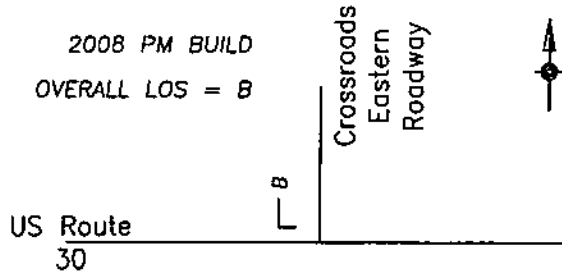 2008 PM BUILD
OVERALL LOS = B
Crossroads
Eastern
Roadway
B
US Route
30